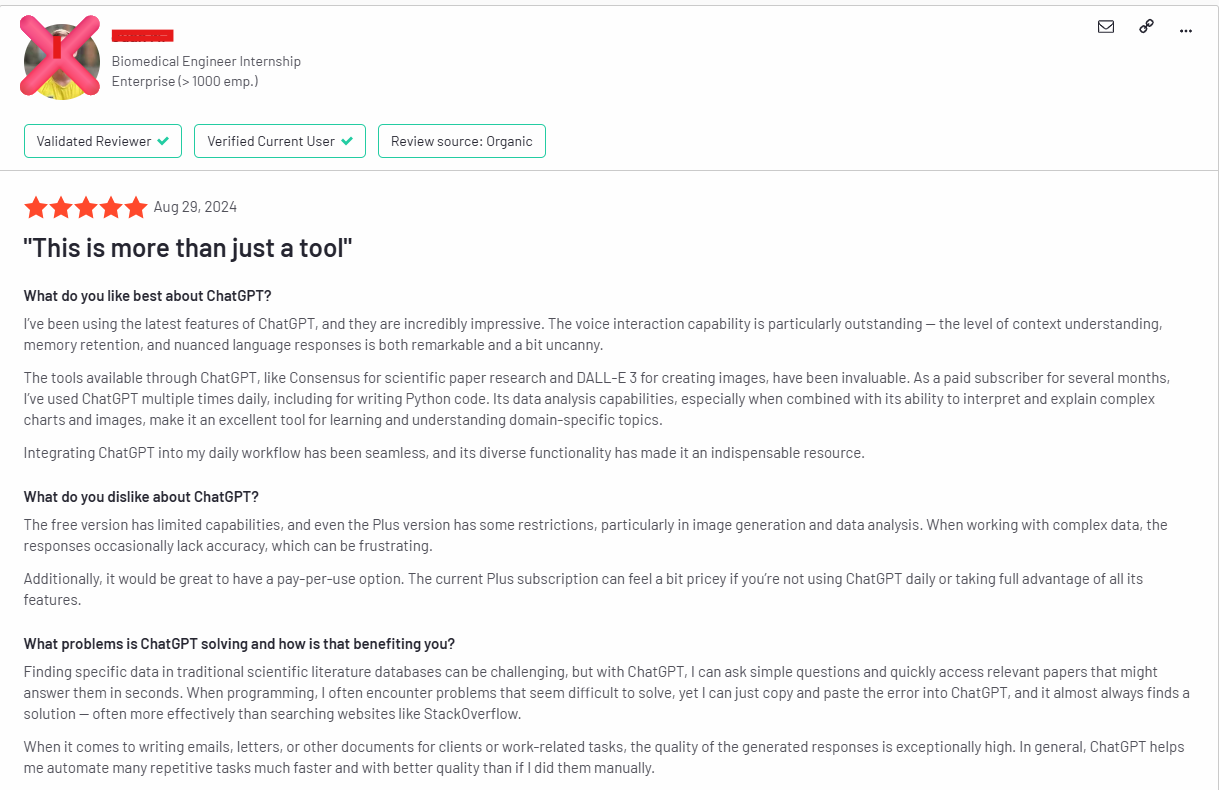 Biomedical Engineer Internship
Enterprise (> 1000 emp.)
Validated Reviewer
Verified Current User
Review source: Organic
Aug 29, 2024
"This is more than just a tool"
What do you like best about ChatGPT?
I've been using the latest features of ChatGPT, and they are incredibly impressive. The voice interaction capability is particularly outstanding — the level of context understanding,
memory retention, and nuanced language responses is both remarkable and a bit uncanny.
The tools available through ChatGPT, like Consensus for scientific paper research and DALL-E 3 for creating images, have been invaluable. As a paid subscriber for several months,
I've used ChatGPT multiple times daily, including for writing Python code. Its data analysis capabilities, especially when combined with its ability to interpret and explain complex
charts and images, make it an excellent tool for learning and understanding domain-specific topics.
Integrating ChatGPT into my daily workflow has been seamless, and its diverse functionality has made it an indispensable resource.
What do you dislike about ChatGPT?
The free version has limited capabilities, and even the Plus version has some restrictions, particularly in image generation and data analysis. When working with complex data, the
responses occasionally lack accuracy, which can be frustrating.
Additionally, it would be great to have a pay-per-use option. The current Plus subscription can feel a bit pricey if you're not using ChatGPT daily or taking full advantage of all its
features.
What problems is ChatGPT solving and how is that benefiting you?
Finding specific data in traditional scientific literature databases can be challenging, but with ChatGPT, I can ask simple questions and quickly access relevant papers that might
answer them in seconds. When programming, I often encounter problems that seem difficult to solve, yet I can just copy and paste the error into ChatGPT, and it almost always finds a
solution — often more effectively than searching websites like StackOverflow.
When it comes to writing emails, letters, or other documents for clients or work-related tasks, the quality of the generated responses is exceptionally high. In general, ChatGPT helps
me automate many repetitive tasks much faster and with better quality than if I did them manually.